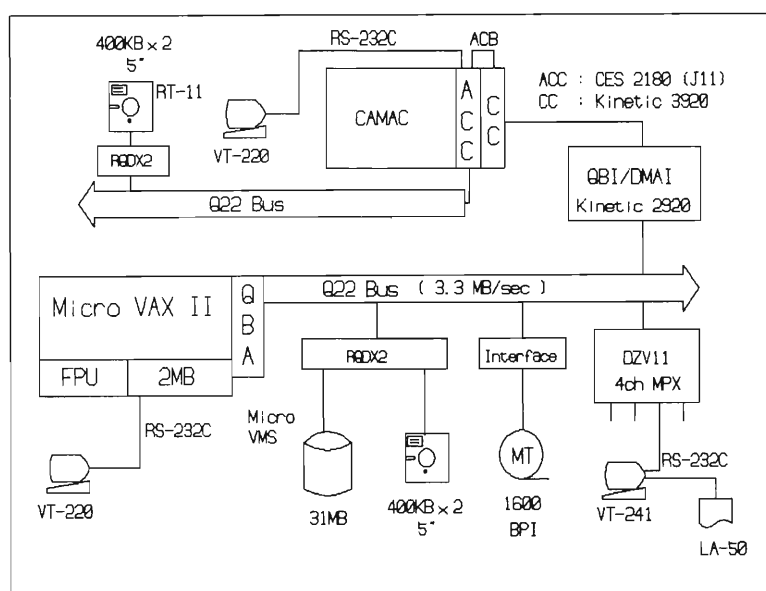 400KB x 2
5"
RT-11
RQDX2
RS-232C
VT-220
ACB
CAMAC
ACC
CC
ACC : CES 2180 (J11)
CC : Kinetic 3920
QBI/DMAI
Kinetic 2920
Q22 Bus
Micro VAX II
QBA
FPU
2MB
Q22 Bus ( 3.3 MB/sec )
RQDX2
Interface
DZV11
4ch MPX
RS-232C
VT-220
Micro
VMS
31MB
400KB x 2
5"
MT
1600
BPI
RS-232C
VT-241
LA-50